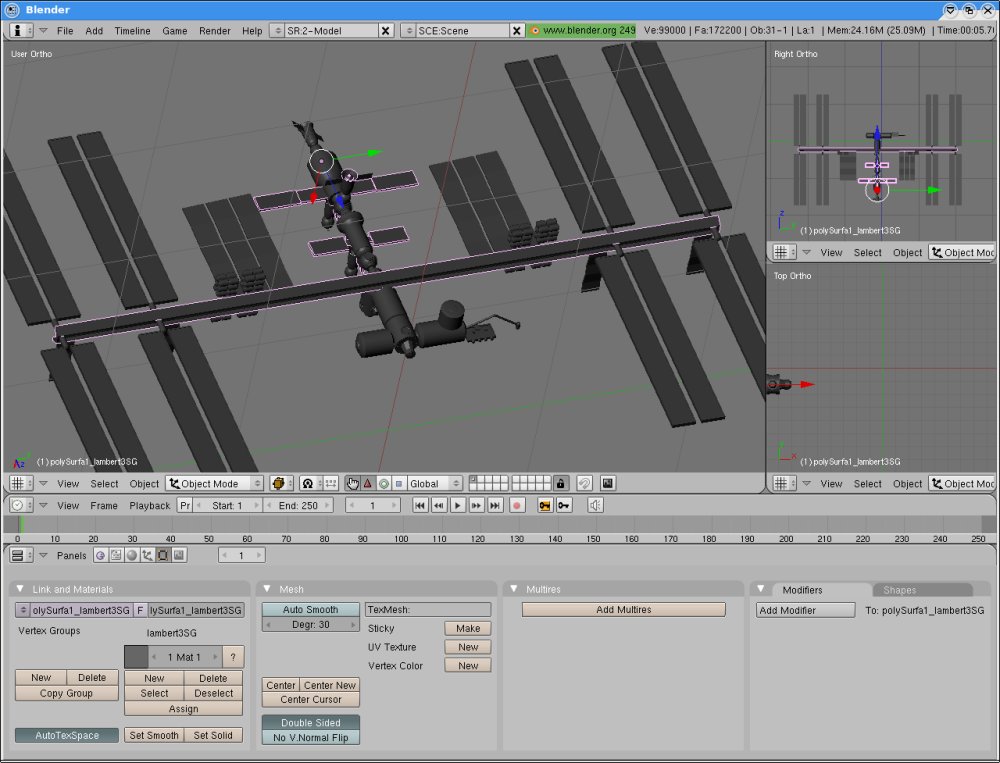 Blender
File Add Timeline Game Render Help SR:2-Model SCE:Scene www.blender.org 249 Ve:99000 | Fa:172200 | Ob:31-1 | La:1 | Mem:24.16M (25.09M) | Time:00:05.7
User Ortho
Right Ortho
z
y
(1) polySurfa1_lambert3SG
View Select Object Object Moc
Top Ortho
x
(1) polySurfa1_lambert3SG
z
(1) polySurfa1_lambert3SG
View Select Object Object Mode Global
View Select Object Object Moc
View Frame Playback Pr Start: 1 End: 250 1
0 10 20 30 40 50 60 70 80 90 100 110 120 130 140 150 160 170 180 190 200 210 220 230 240 250
Panels 1
Link and Materials
olySurfa1_lambert3SG F lySurfa1_lambert3SG
Vertex Groups lambert3SG
1 Mat 1 ?
New Delete New Delete
Copy Group Select Deselect
Assign
AutoTexSpace Set Smooth Set Solid
Mesh
Auto Smooth TexMesh:
Degr: 30 Sticky Make
UV Texture New
Vertex Color New
Center Center New
Center Cursor
Double Sided
No V.Normal Flip
Multires
Add Multires
Modifiers Shapes
Add Modifier To: polySurfa1_lambert3SG